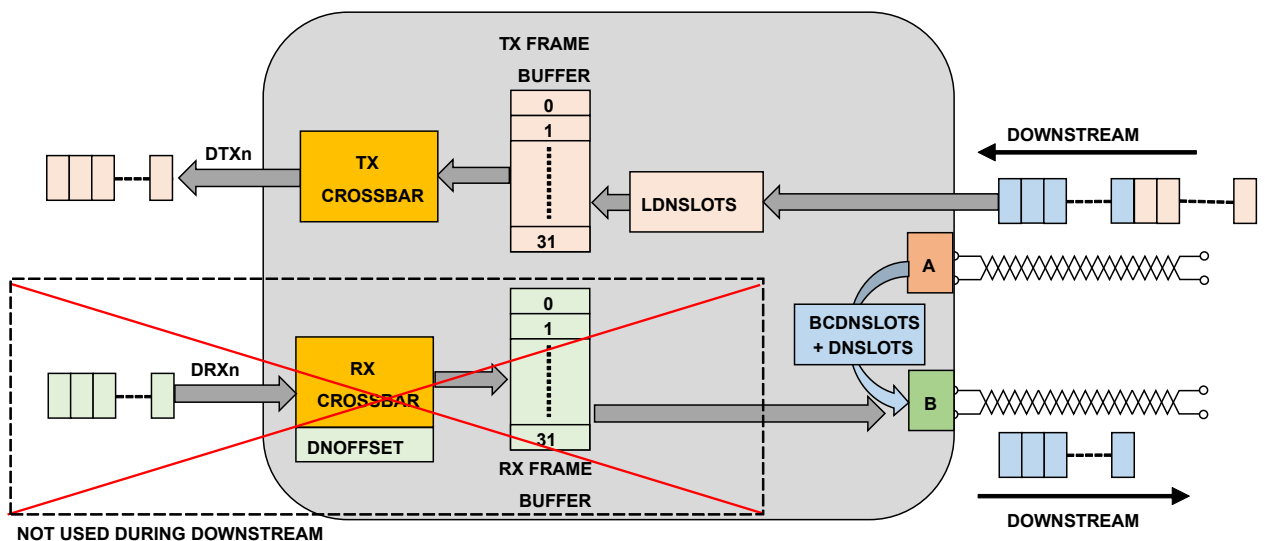 TX FRAME
BUFFER
0
1
31
DTXn
TX
CROSSBAR
LDNSLOTS
DOWNSTREAM
A
BCDNSLOTS
+ DNSLOTS
B
DRXn
RX
CROSSBAR
DNOFFSET
0
1
31
RX FRAME
BUFFER
DOWNSTREAM
NOT USED DURING DOWNSTREAM